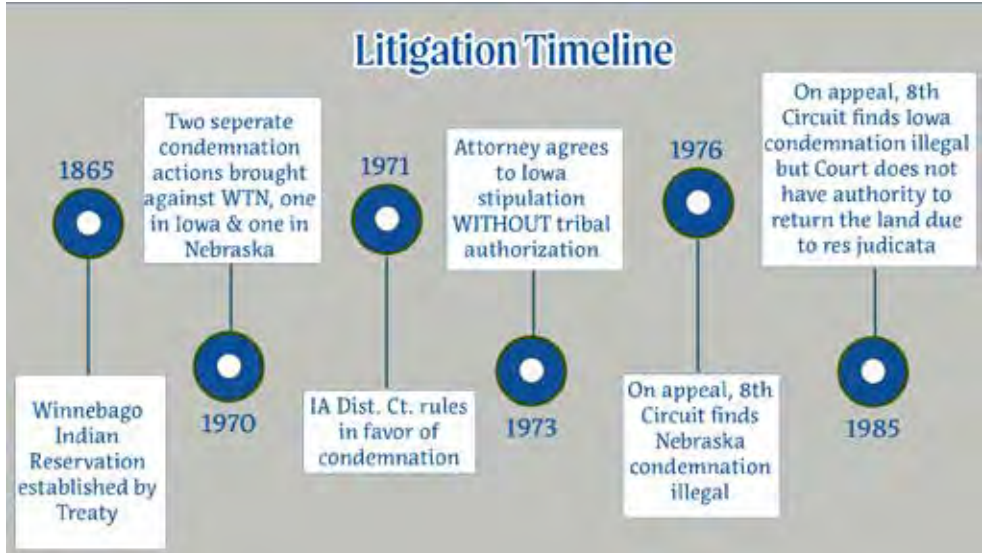 Litigation Timeline
1865
Winnebago
Indian
Reservation
established by
Treaty
Two seperate
condemnation
actions brought
against WTN, one
in Iowa & one in
Nebraska
1970
1971
IA Dist. Ct. rules
in favor of
condemnation
Attorney agrees
to Iowa
stipulation
WITHOUT tribal
authorization
1973
1976
On appeal, 8th
Circuit finds
Nebraska
condemnation
illegal
On appeal, 8th
Circuit finds Iowa
condemnation illegal
but Court does not
have authority to
return the land due
to res judicata
1985